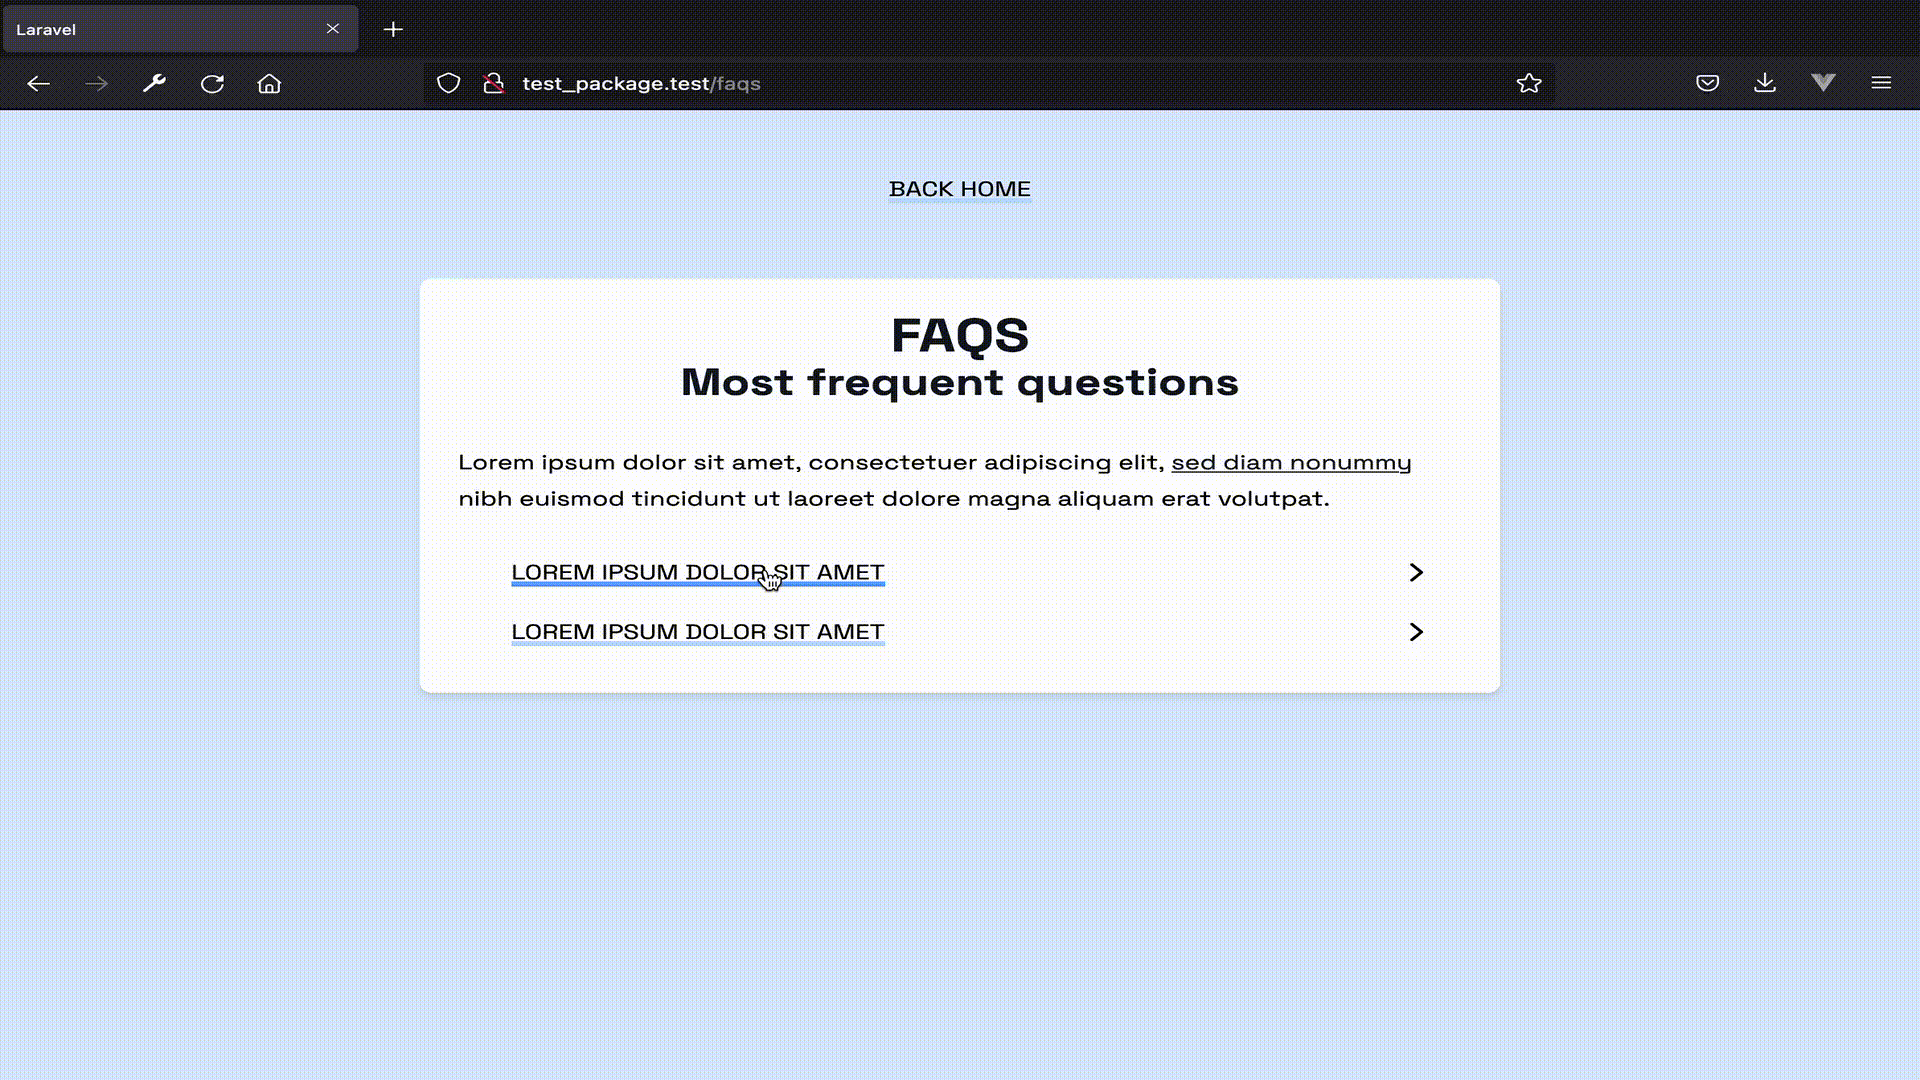 Laravel
test_package.test/faqs
BACK HOME
FAQS
Most frequent questions
Lorem ipsum dolor sit amet, consectetuer adipiscing elit, sed diam nonummy
nibh euismod tincidunt ut laoreet dolore magna aliquam erat volutpat.
LOREM IPSUM DOLOR SIT AMET
LOREM IPSUM DOLOR SIT AMET